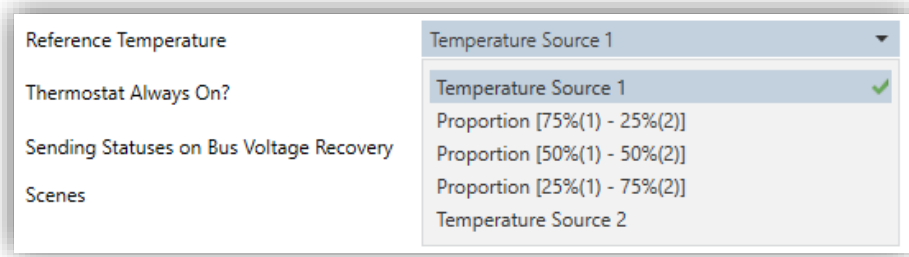 Reference Temperature
Temperature Source 1
Thermostat Always On?
Sending Statuses on Bus Voltage Recovery
Scenes
Temperature Source 1
Proportion [75%(1) - 25%(2)]
Proportion [50%(1) - 50%(2)]
Proportion [25%(1) - 75%(2)]
Temperature Source 2